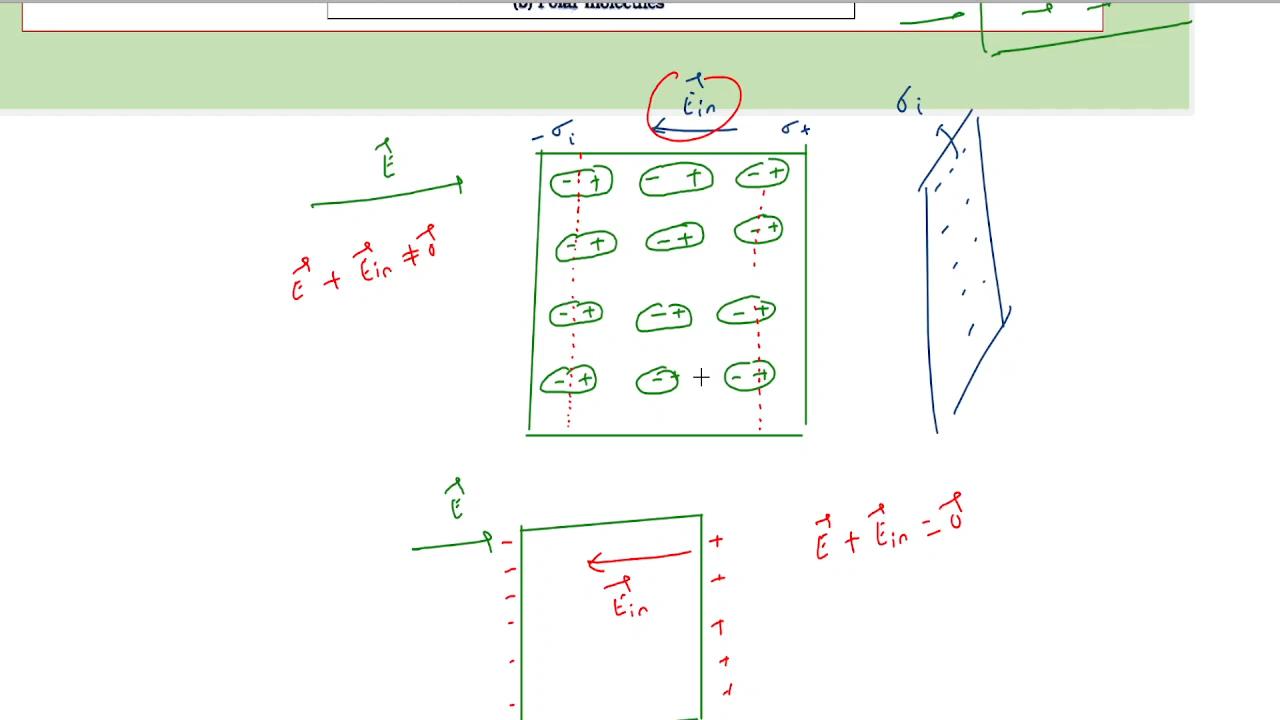 (b) Polar molecules
E⃗in
σi
-σi
σ+
E⃗
- + - + - +
E⃗ + E⃗in ≠ 0⃗
- + - + - +
- + - + - +
- + - + - +
E⃗
E⃗ + E⃗in = 0⃗
- +
E⃗in
- +
- +
- +
- +
-